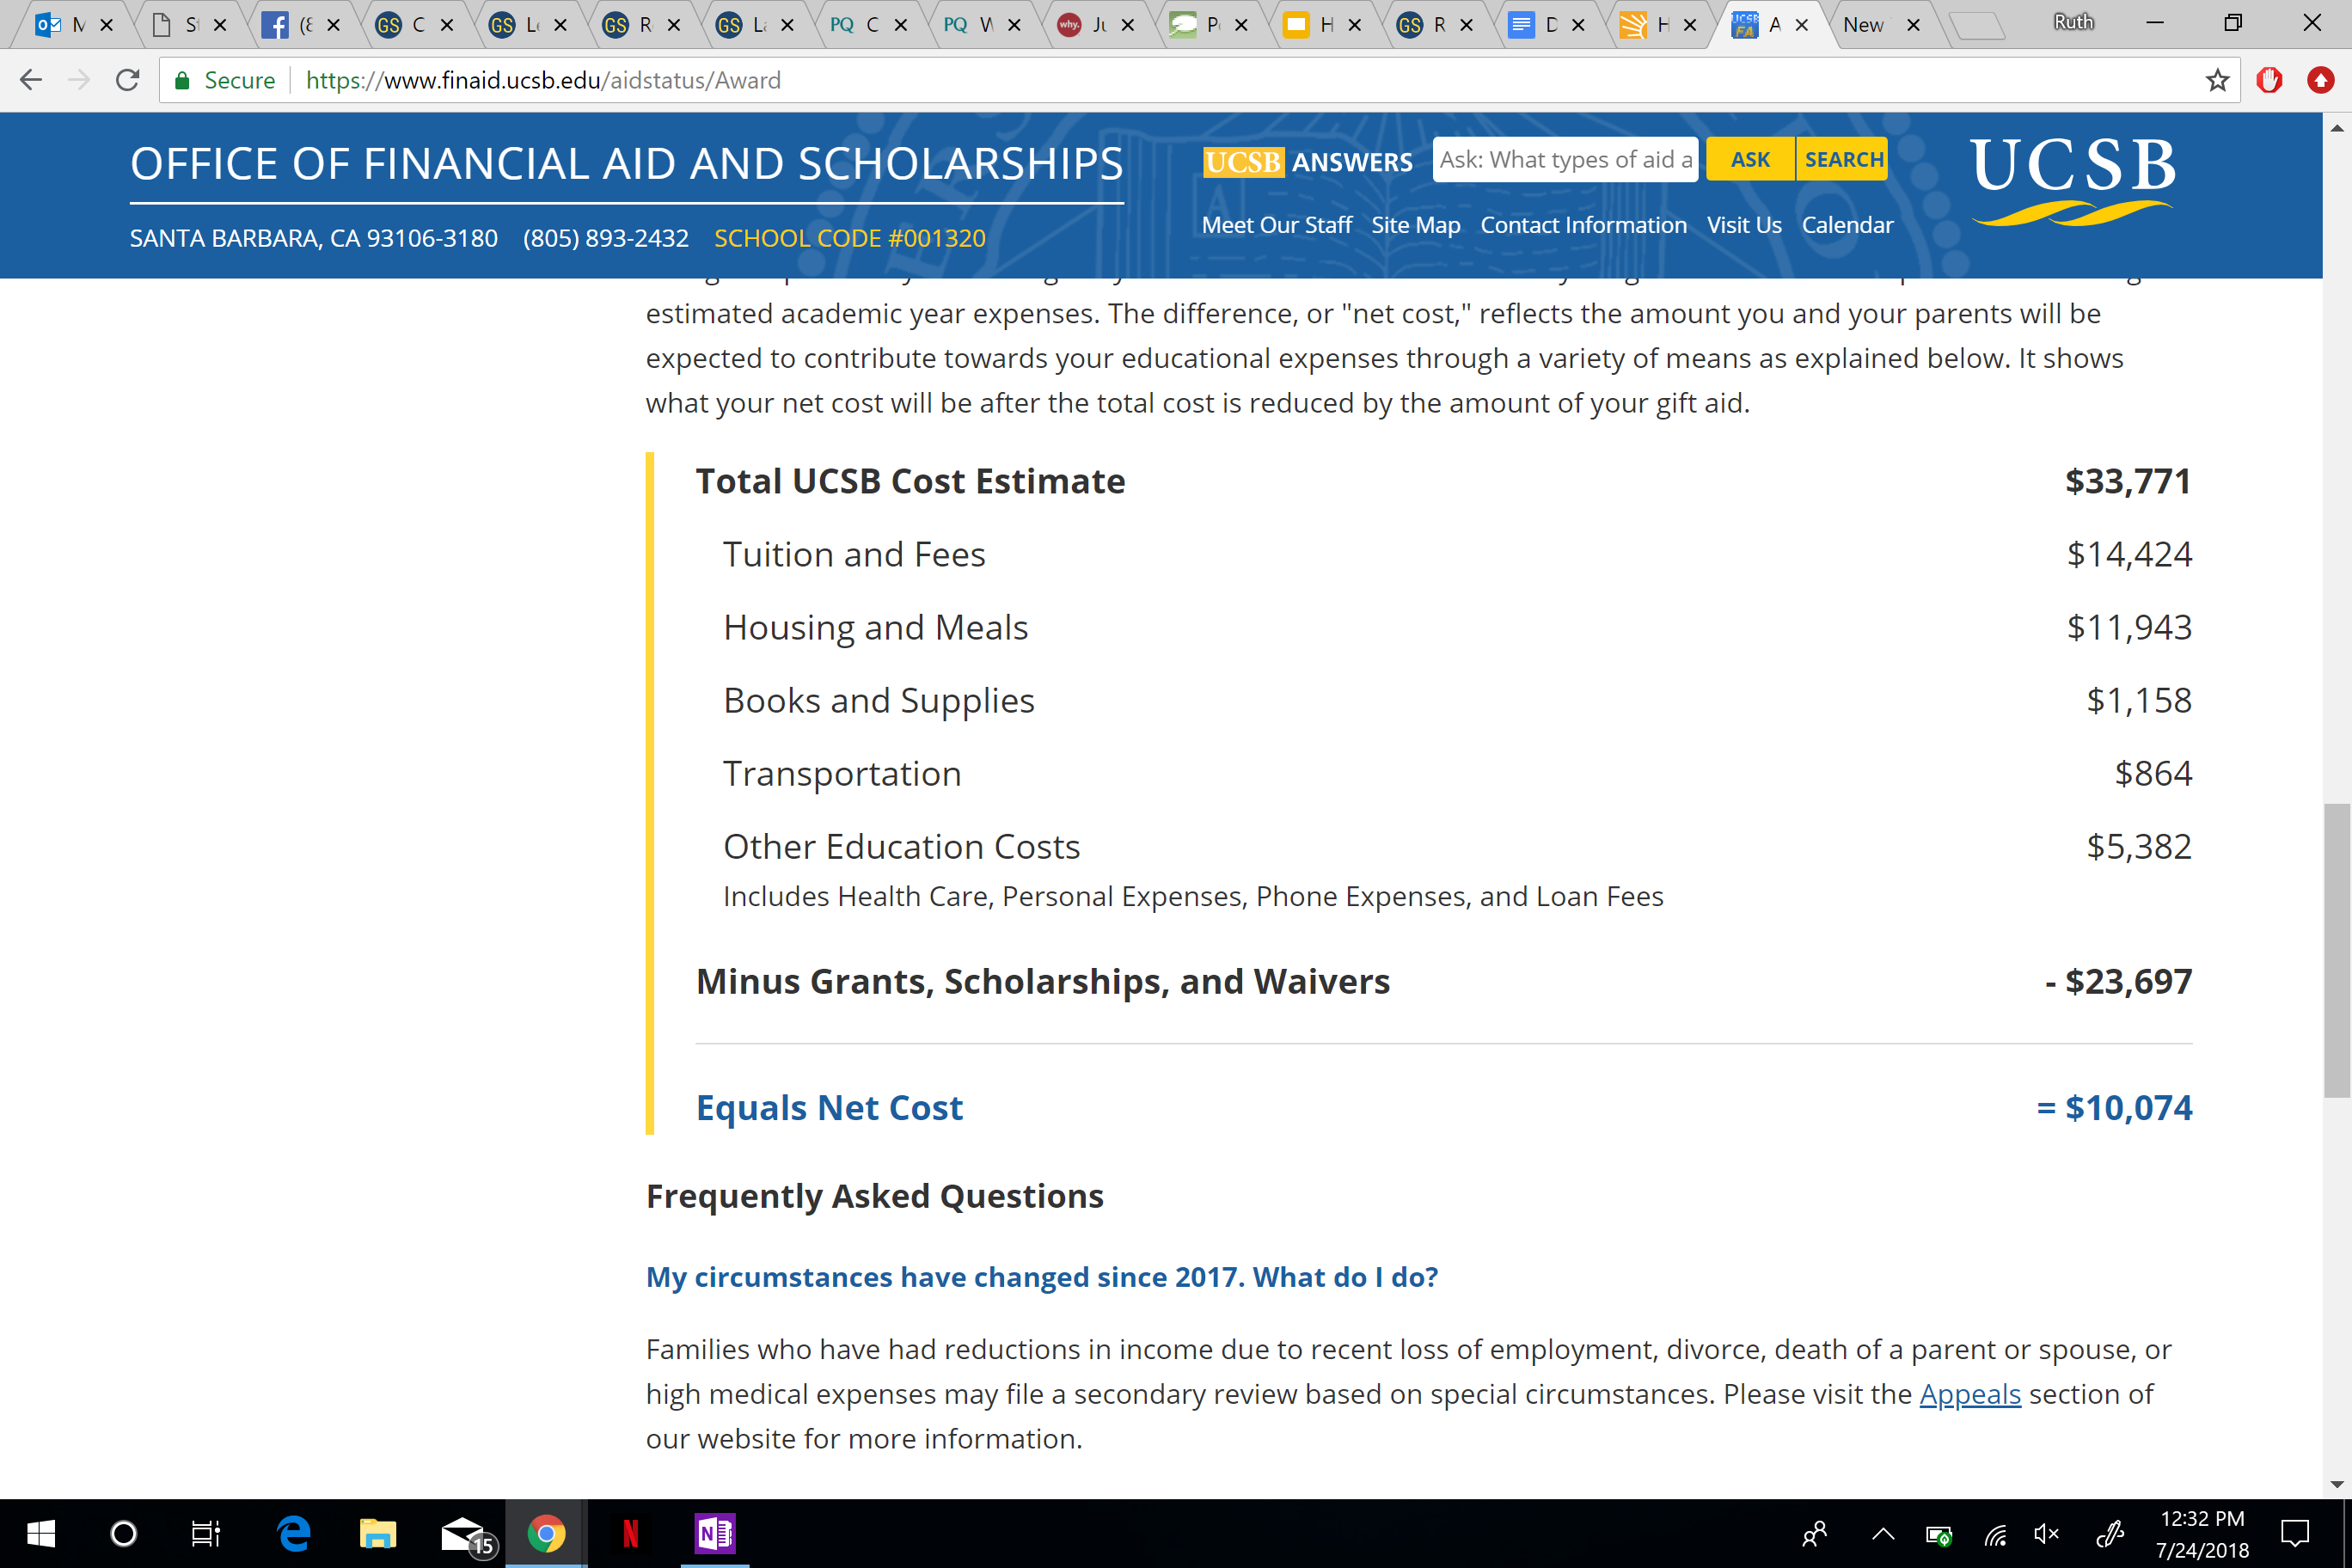 M
St
(8
GS C
GS Le
GS R
GS La
PQ C
PQ W
why. Ju
P
H
GS R
D
H
UCSB FA A
New
Ruth
Secure https://www.finaid.ucsb.edu/aidstatus/Award
OFFICE OF FINANCIAL AID AND SCHOLARSHIPS
SANTA BARBARA, CA 93106-3180 (805) 893-2432 SCHOOL CODE #001320
UCSB ANSWERS Ask: What types of aid a ASK SEARCH
Meet Our Staff Site Map Contact Information Visit Us Calendar
UCSB
estimated academic year expenses. The difference, or "net cost," reflects the amount you and your parents will be
expected to contribute towards your educational expenses through a variety of means as explained below. It shows
what your net cost will be after the total cost is reduced by the amount of your gift aid.
Total UCSB Cost Estimate $33,771
Tuition and Fees $14,424
Housing and Meals $11,943
Books and Supplies $1,158
Transportation $864
Other Education Costs $5,382
Includes Health Care, Personal Expenses, Phone Expenses, and Loan Fees
Minus Grants, Scholarships, and Waivers - $23,697
Equals Net Cost = $10,074
Frequently Asked Questions
My circumstances have changed since 2017. What do I do?
Families who have had reductions in income due to recent loss of employment, divorce, death of a parent or spouse, or
high medical expenses may file a secondary review based on special circumstances. Please visit the Appeals section of
our website for more information.
15
N
N
12:32 PM
7/24/2018